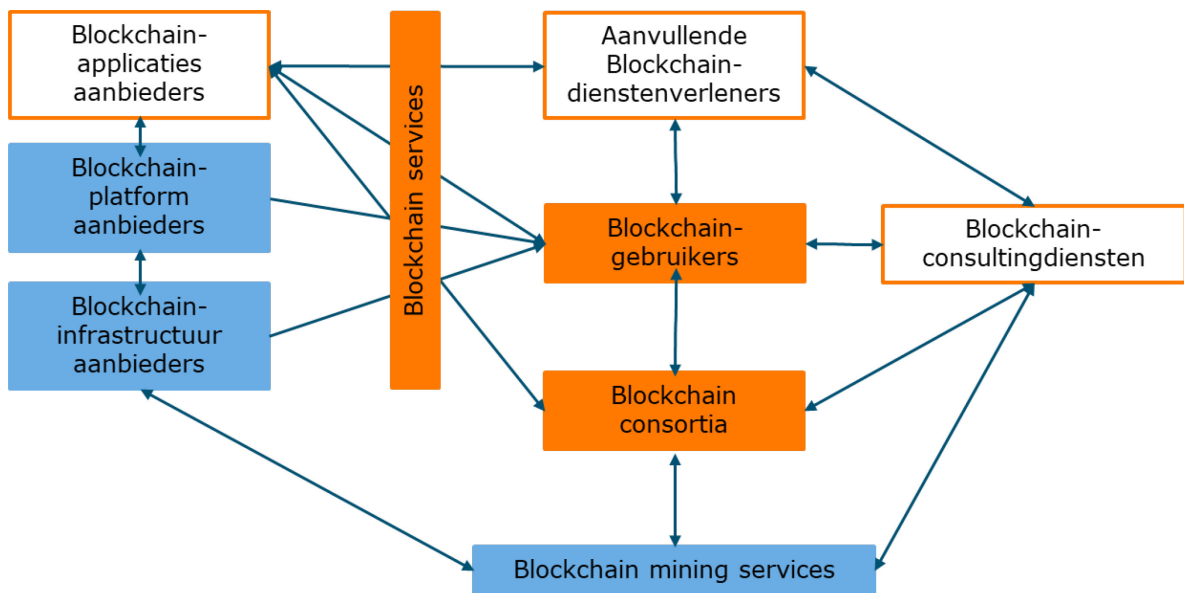 Blockchain-
applicaties
aanbieders
Blockchain-
platform
aanbieders
Blockchain-
infrastructuur
aanbieders
Blockchain services
Aanvullende
Blockchain-
dienstenverleners
Blockchain-
gebruikers
Blockchain-
consultingdiensten
Blockchain
consortia
Blockchain mining services